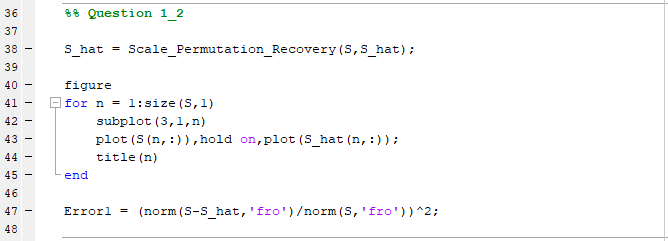 36 %% Question 1_2
37
38 – S_hat = Scale_Permutation_Recovery(S,S_hat);
39
40 – figure
41 – for n = 1:size(S,1)
42 – subplot(3,1,n)
43 – plot(S(n,:)),hold on,plot(S_hat(n,:));
44 – title(n)
45 – end
46
47 – Error1 = (norm(S-S_hat,'fro')/norm(S,'fro'))^2;
48